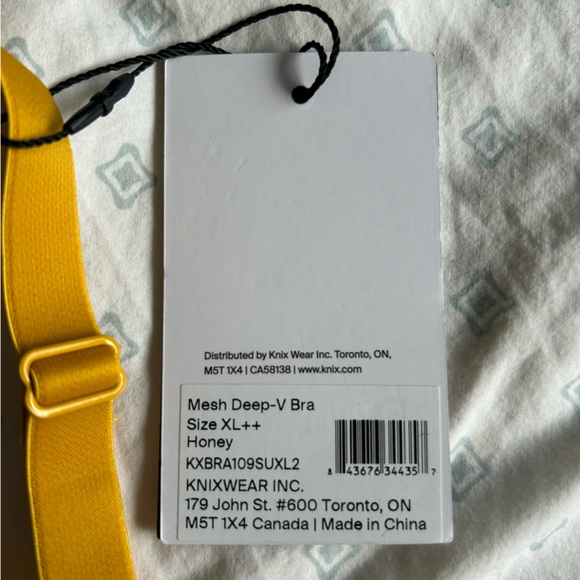 Distributed by Knix Wear Inc. Toronto, ON,
M5T 1X4 | CA58138 | www.knix.com
Mesh Deep-V Bra
Size XL++
Honey
KXBRA109SUXL2
KNIXWEAR INC.
179 John St. #600 Toronto, ON
M5T 1X4 Canada | Made in China
8 43676 34435 7